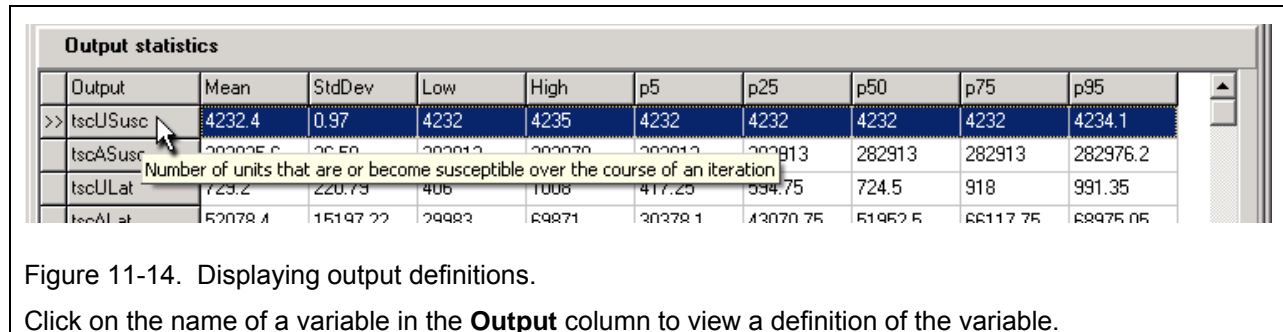 Output statistics
Output Mean StdDev Low High p5 p25 p50 p75 p95
>> tscUSusc 4232.4 0.97 4232 4235 4232 4232 4232 4232 4234.1
tscASusc 282913 282913 282976.2
Number of units that are or become susceptible over the course of an iteration
tscULat 729.2 220.79 406 1008 417.25 594.75 724.5 918 991.35
tscALat 52078.4 15197.22 29983 69871 30378.1 43070.75 51952.5 66117.75 68975.05
Figure 11-14. Displaying output definitions.
Click on the name of a variable in the Output column to view a definition of the variable.